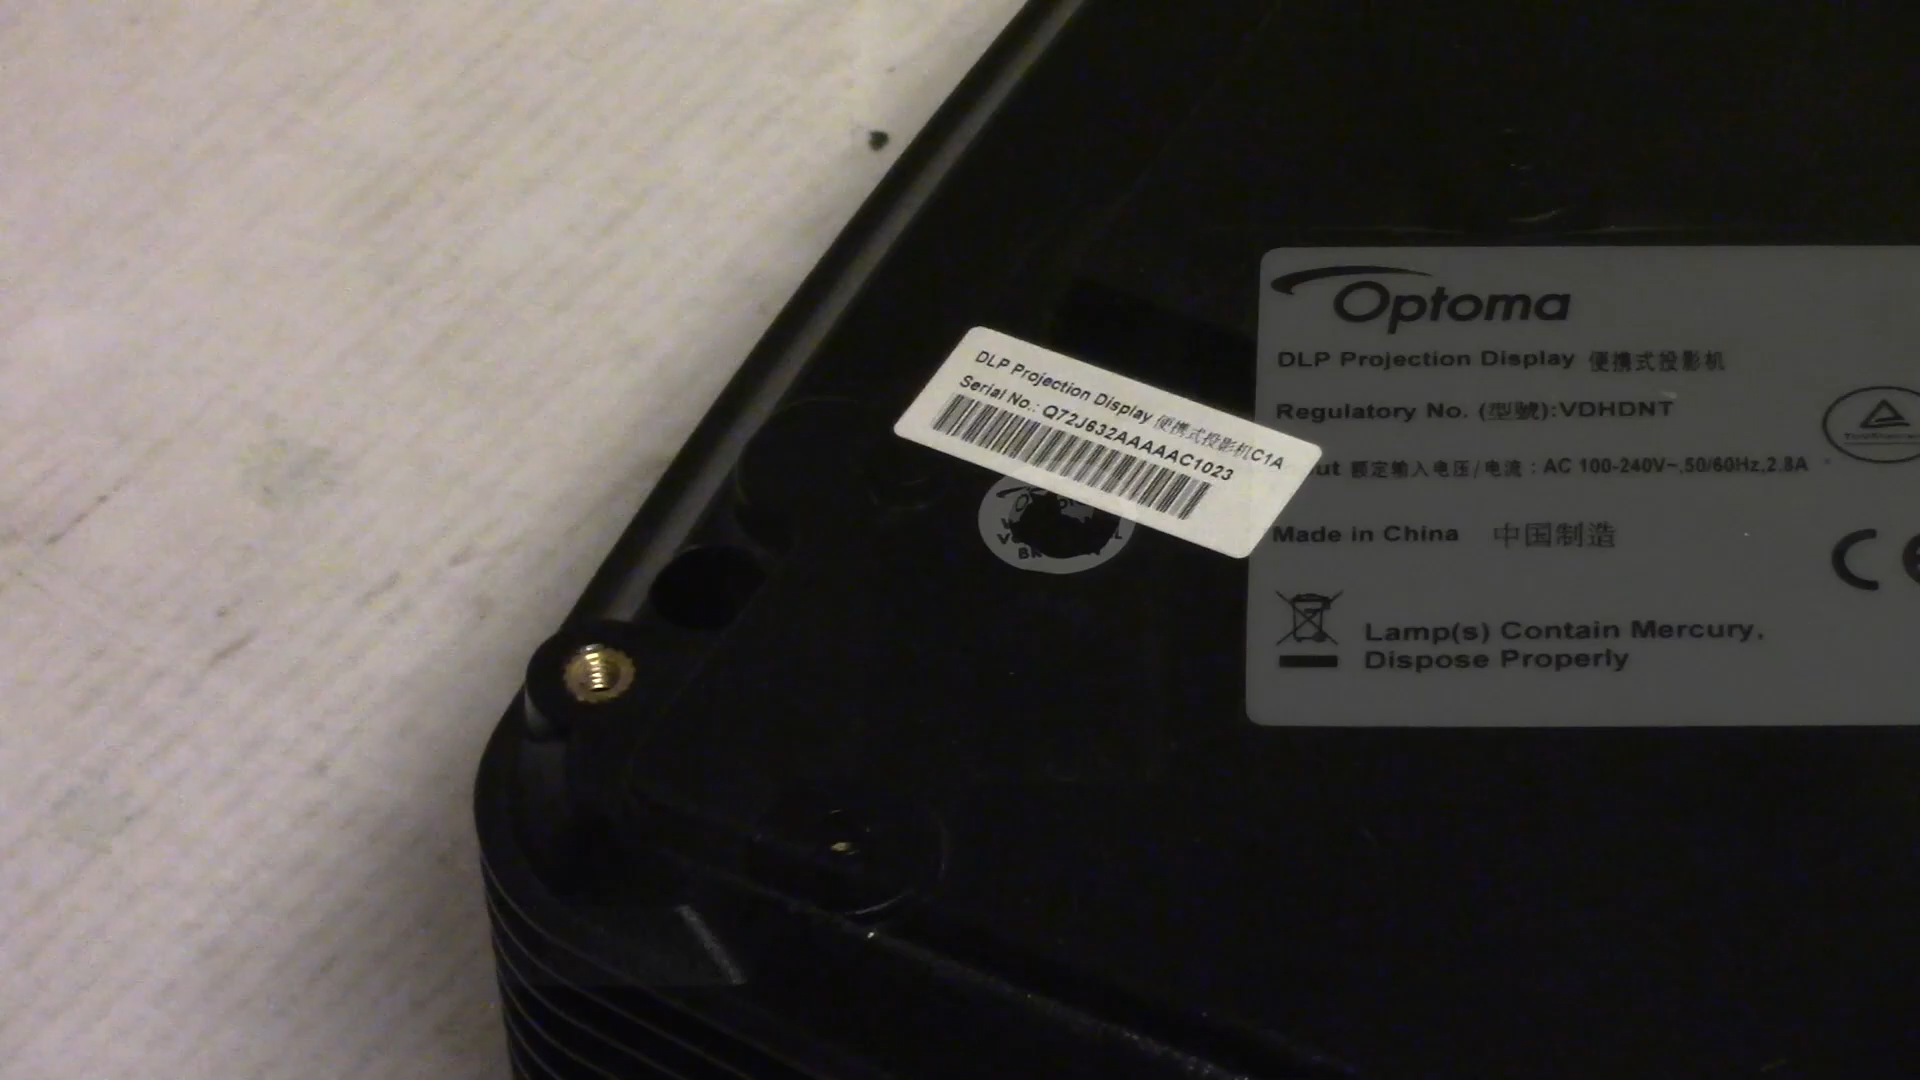 DLP Projection Display 便携式投影机C1A
Serial No.: Q72J632AAAAAC1023
Optoma
DLP Projection Display 便携式投影机
Regulatory No. (型號):VDHDNT
额定输入电压/电流 : AC 100-240V~,50/60Hz,2.8A
Made in China 中国制造
CE
Lamp(s) Contain Mercury,
Dispose Properly